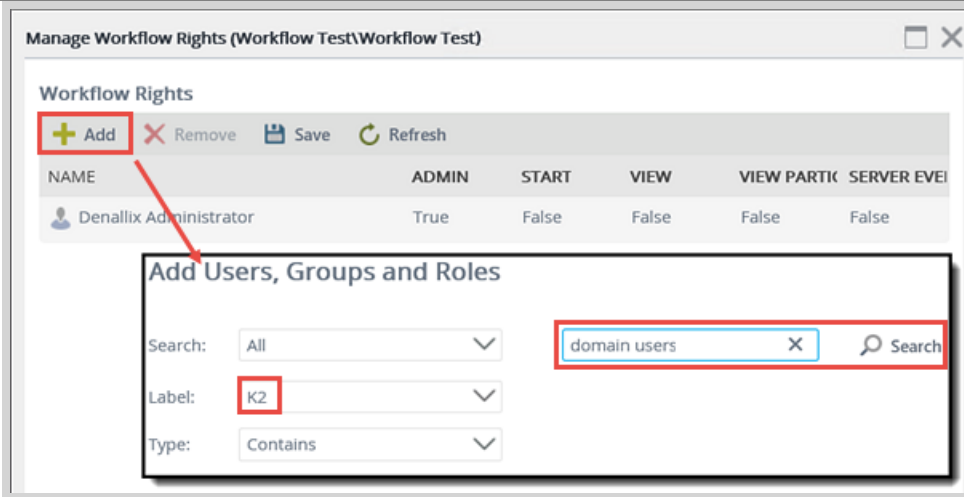 Manage Workflow Rights (Workflow Test\Workflow Test)
Workflow Rights
Add Remove Save Refresh
NAME ADMIN START VIEW VIEW PARTIC SERVER EVE
Denallix Administrator True False False False False
Add Users, Groups and Roles
Search: All domain users Search
Label: K2
Type: Contains